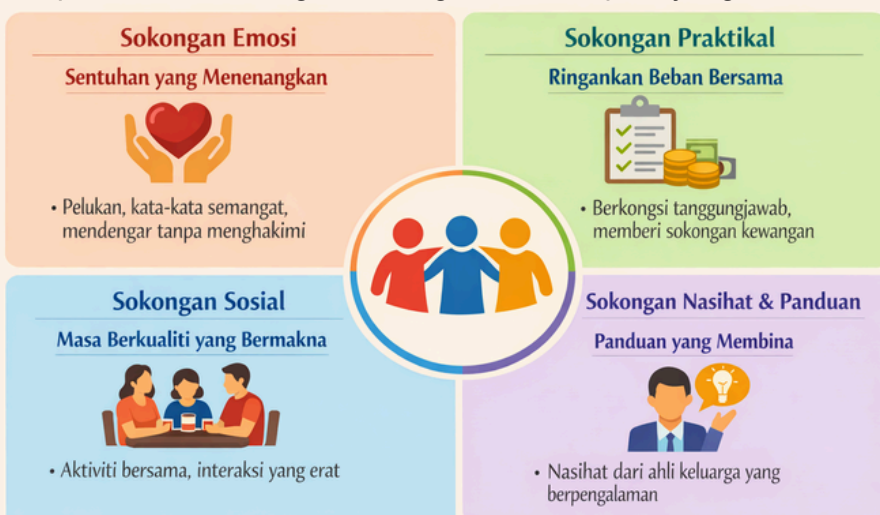 Sokongan Emosi
Sentuhan yang Menenangkan
• Pelukan, kata-kata semangat,
mendengar tanpa menghakimi
Sokongan Praktikal
Ringankan Beban Bersama
• Berkongsi tanggungjawab,
memberi sokongan kewangan
Sokongan Sosial
Masa Berkualiti yang Bermakna
• Aktiviti bersama, interaksi yang erat
Sokongan Nasihat & Panduan
Panduan yang Membina
• Nasihat dari ahli keluarga yang
berpengalaman